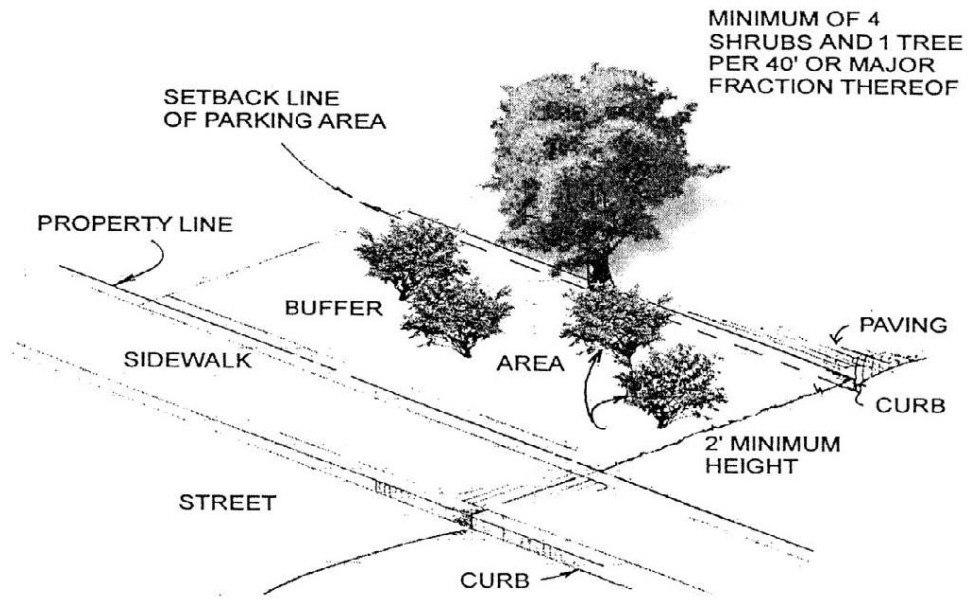 MINIMUM OF 4
SHRUBS AND 1 TREE
PER 40' OR MAJOR
FRACTION THEREOF
SETBACK LINE
OF PARKING AREA
PROPERTY LINE
BUFFER
PAVING
SIDEWALK
AREA
CURB
2' MINIMUM
HEIGHT
STREET
CURB